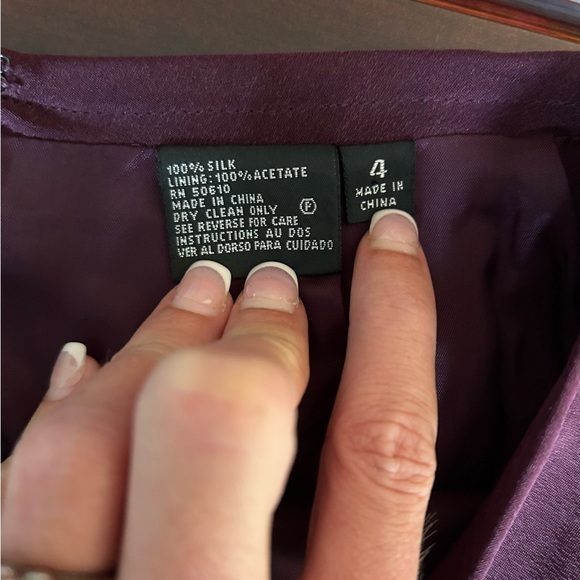 100% SILK
LINING: 100% ACETATE
RN 50610
MADE IN CHINA
DRY CLEAN ONLY Ⓟ
SEE REVERSE FOR CARE
INSTRUCTIONS AU DOS
VER AL DORSO PARA CUIDADO
4
MADE IN
CHINA